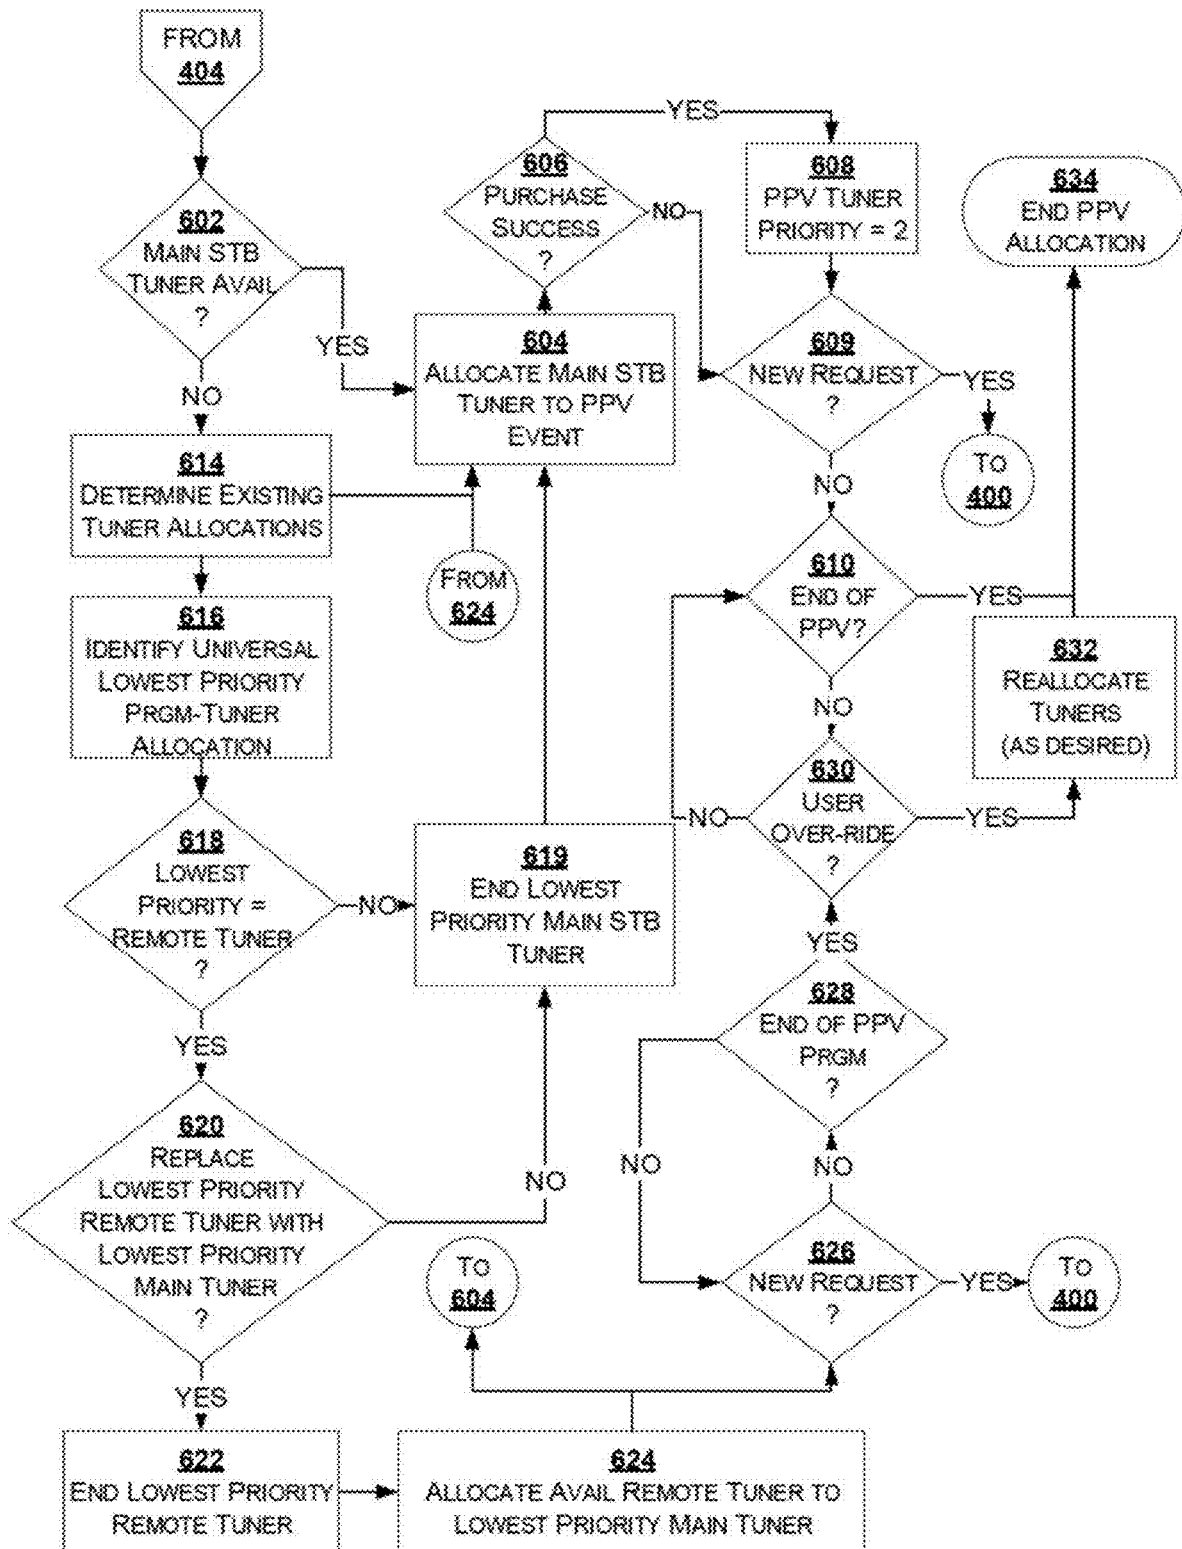 FROM
404
602
MAIN STB
TUNER AVAIL
?
YES
NO
614
DETERMINE EXISTING
TUNER ALLOCATIONS
616
IDENTIFY UNIVERSAL
LOWEST PRIORITY
PRGM-TUNER
ALLOCATION
618
LOWEST
PRIORITY =
REMOTE TUNER
?
NO
YES
620
REPLACE
LOWEST PRIORITY
REMOTE TUNER WITH
LOWEST PRIORITY
MAIN TUNER
?
NO
YES
622
END LOWEST PRIORITY
REMOTE TUNER
624
ALLOCATE AVAIL REMOTE TUNER TO
LOWEST PRIORITY MAIN TUNER
606
PURCHASE
SUCCESS
?
YES
NO
604
ALLOCATE MAIN STB
TUNER TO PPV
EVENT
FROM
624
619
END LOWEST
PRIORITY MAIN STB
TUNER
TO
604
608
PPV TUNER
PRIORITY = 2
609
NEW REQUEST
?
YES
TO
400
NO
610
END OF
PPV?
YES
NO
630
USER
OVER-RIDE
?
NO
YES
YES
628
END OF PPV
PRGM
?
NO
NO
626
NEW REQUEST
?
YES
TO
400
634
END PPV
ALLOCATION
632
REALLOCATE
TUNERS
(AS DESIRED)